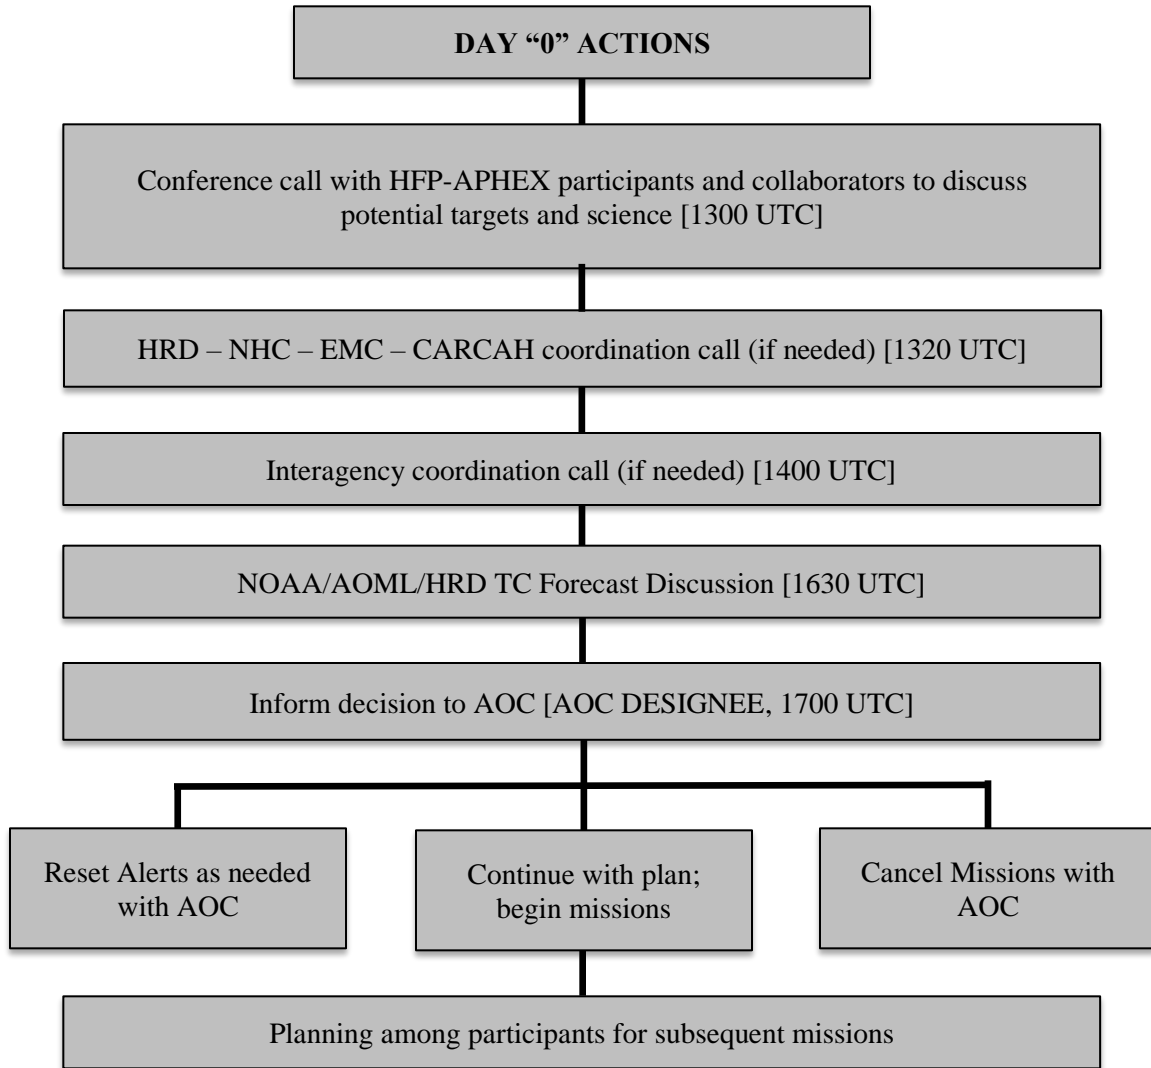 DAY “0” ACTIONS
Conference call with HFP-APHEX participants and collaborators to discuss
potential targets and science [1300 UTC]
HRD – NHC – EMC – CARCAH coordination call (if needed) [1320 UTC]
Interagency coordination call (if needed) [1400 UTC]
NOAA/AOML/HRD TC Forecast Discussion [1630 UTC]
Inform decision to AOC [AOC DESIGNEE, 1700 UTC]
Reset Alerts as needed
with AOC
Continue with plan;
begin missions
Cancel Missions with
AOC
Planning among participants for subsequent missions